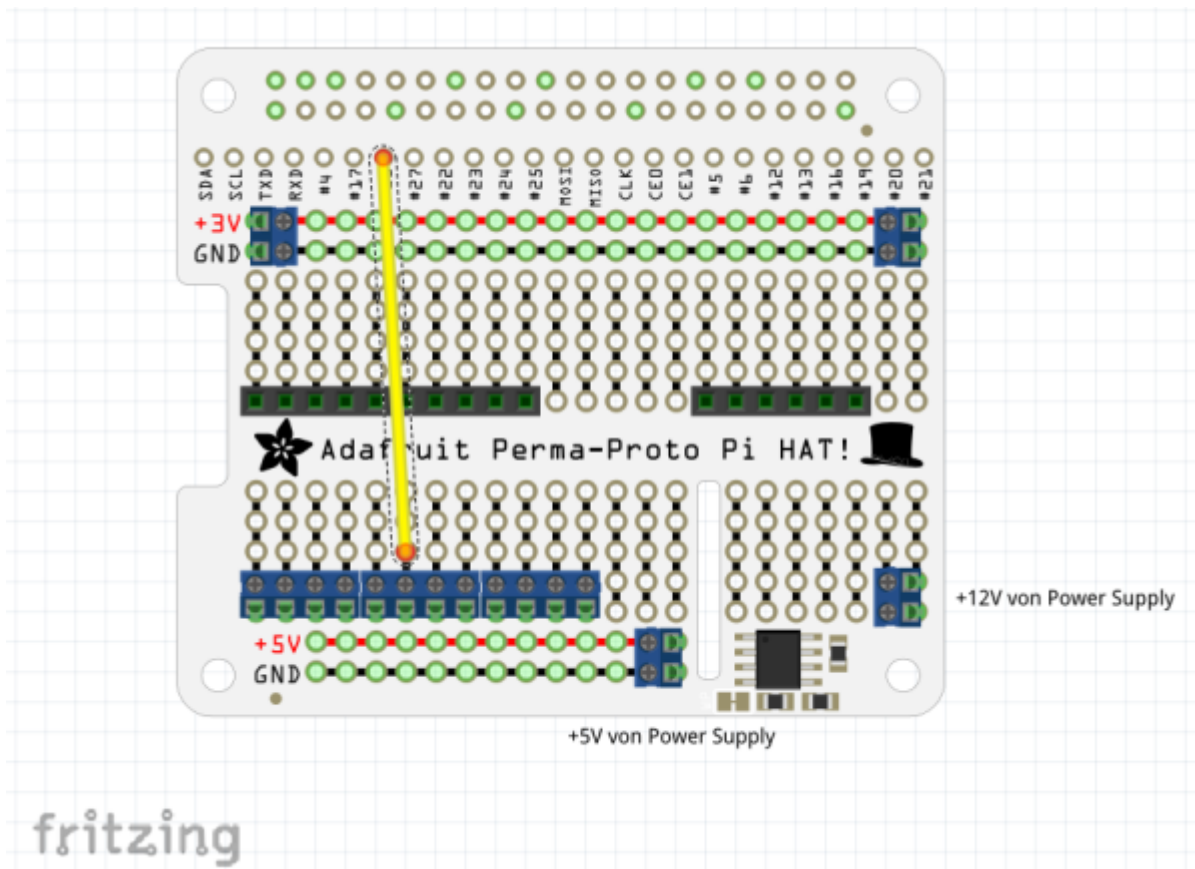 SDA SCL TXD RXD #4 #17 #27 #22 #23 #24 #25 MOSI MISO CLK CE0 CE1 #5 #6 #12 #13 #16 #19 #20 #21
+3V
GND
Adafruit Perma-Proto Pi HAT!
+12V von Power Supply
+5V
GND
+5V von Power Supply
fritzing